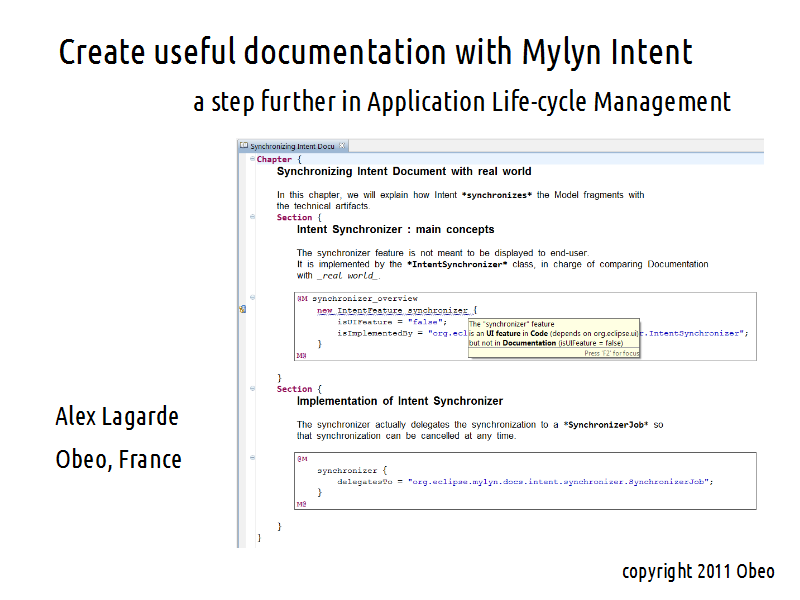 Create useful documentation with Mylyn Intent
a step further in Application Life-cycle Management
Synchronizing Intent Docu
Chapter {
Synchronizing Intent Document with real world
In this chapter, we will explain how Intent *synchronizes* the Model fragments with
the technical artifacts.
Section {
Intent Synchronizer : main concepts
The synchronizer feature is not meant to be displayed to end-user.
It is implemented by the *IntentSynchronizer* class, in charge of comparing Documentation
with _real world_.
@M synchronizer_overview
new IntentFeature synchronizer {
isUIFeature = "false";
isImplementedBy = "org.ecl
r.IntentSynchronizer";
The "synchronizer" feature
is an UI feature in Code (depends on org.eclipse.ui)
but not in Documentation (isUIFeature = false)
Press 'F2' for focus
}
M@
}
Section {
Implementation of Intent Synchronizer
The synchronizer actually delegates the synchronization to a *SynchronizerJob* so
that synchronization can be cancelled at any time.
@M
synchronizer {
delegatesTo = "org.eclipse.mylyn.docs.intent.synchronizer.SynchronizerJob";
}
M@
}
}
Alex Lagarde
Obeo, France
copyright 2011 Obeo